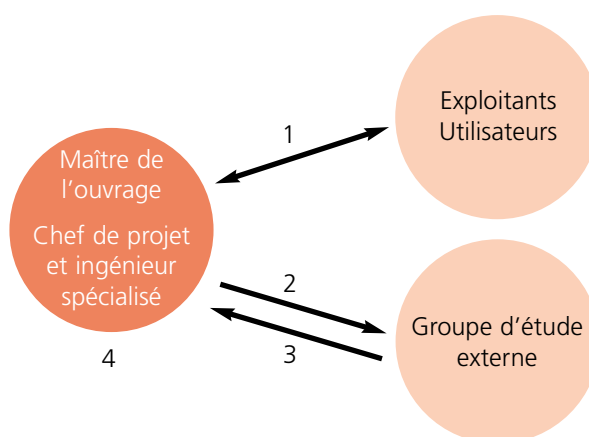 Exploitants
Utilisateurs
1
Maître de
l'ouvrage
Chef de projet
et ingénieur
spécialisé
2
3
4
Groupe d'étude
externe